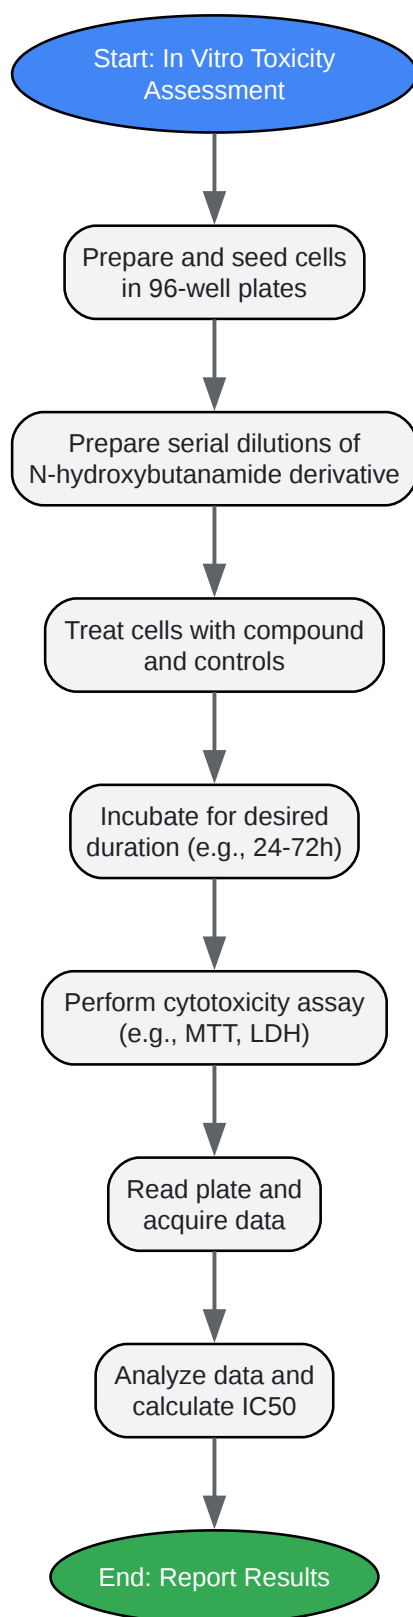 Start: In Vitro Toxicity
Assessment
Prepare and seed cells
in 96-well plates
Prepare serial dilutions of
N-hydroxybutanamide derivative
Treat cells with compound
and controls
Incubate for desired
duration (e.g., 24-72h)
Perform cytotoxicity assay
(e.g., MTT, LDH)
Read plate and
acquire data
Analyze data and
calculate IC50
End: Report Results